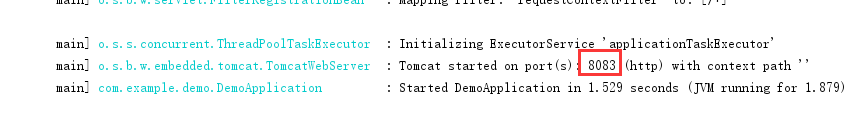 main] o.s.b.w.servlet.FilterRegistrationBean : Mapping filter: 'requestContextFilter' to: [/*]
main] o.s.s.concurrent.ThreadPoolTaskExecutor : Initializing ExecutorService 'applicationTaskExecutor'
main] o.s.b.w.embedded.tomcat.TomcatWebServer : Tomcat started on port(s): 8083 (http) with context path ''
main] com.example.demo.DemoApplication : Started DemoApplication in 1.529 seconds (JVM running for 1.879)